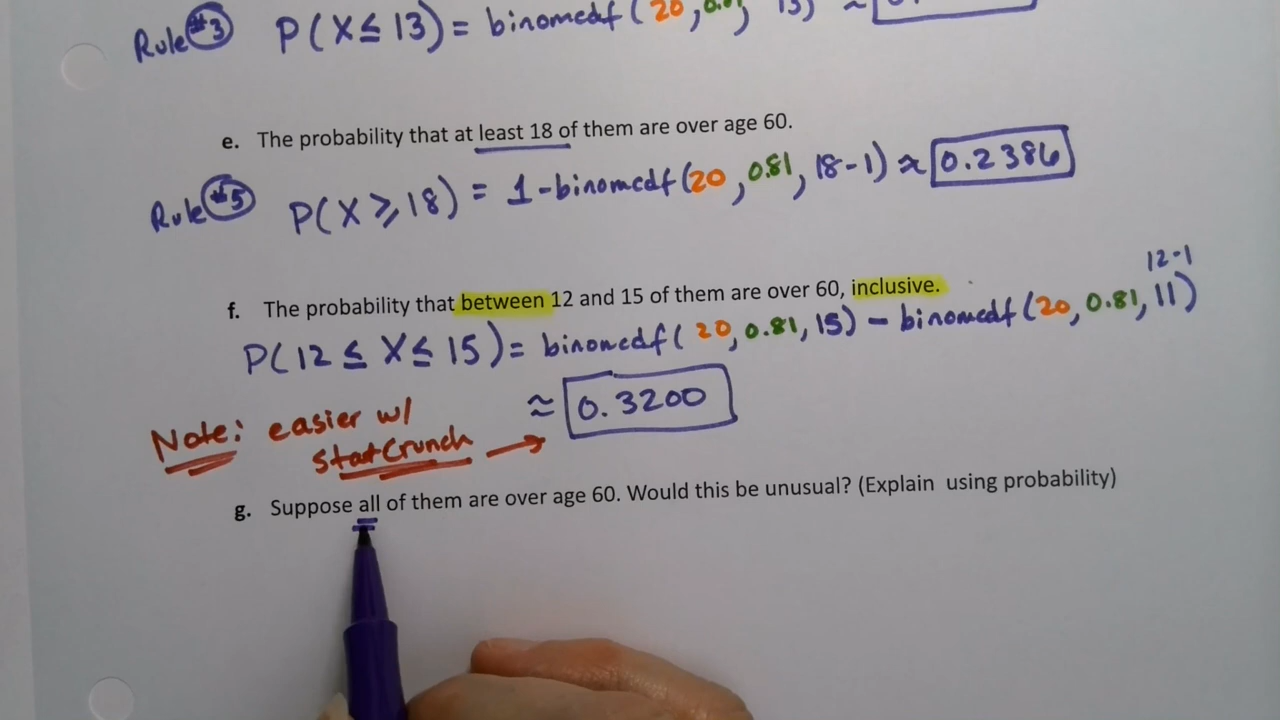 Rule #3 P(X ≤ 13) = binomcdf(20, 0.81, 13) ≈
e. The probability that at least 18 of them are over age 60.
Rule #5 P(X ≥ 18) = 1-binomcdf(20, 0.81, 18-1) ≈ 0.2386
12-1
f. The probability that between 12 and 15 of them are over 60, inclusive.
P(12 ≤ X ≤ 15) = binomcdf(20, 0.81, 15) - binomcdf(20, 0.81, 11)
≈ 0.3200
Note: easier w/
StatCrunch →
g. Suppose all of them are over age 60. Would this be unusual? (Explain using probability)